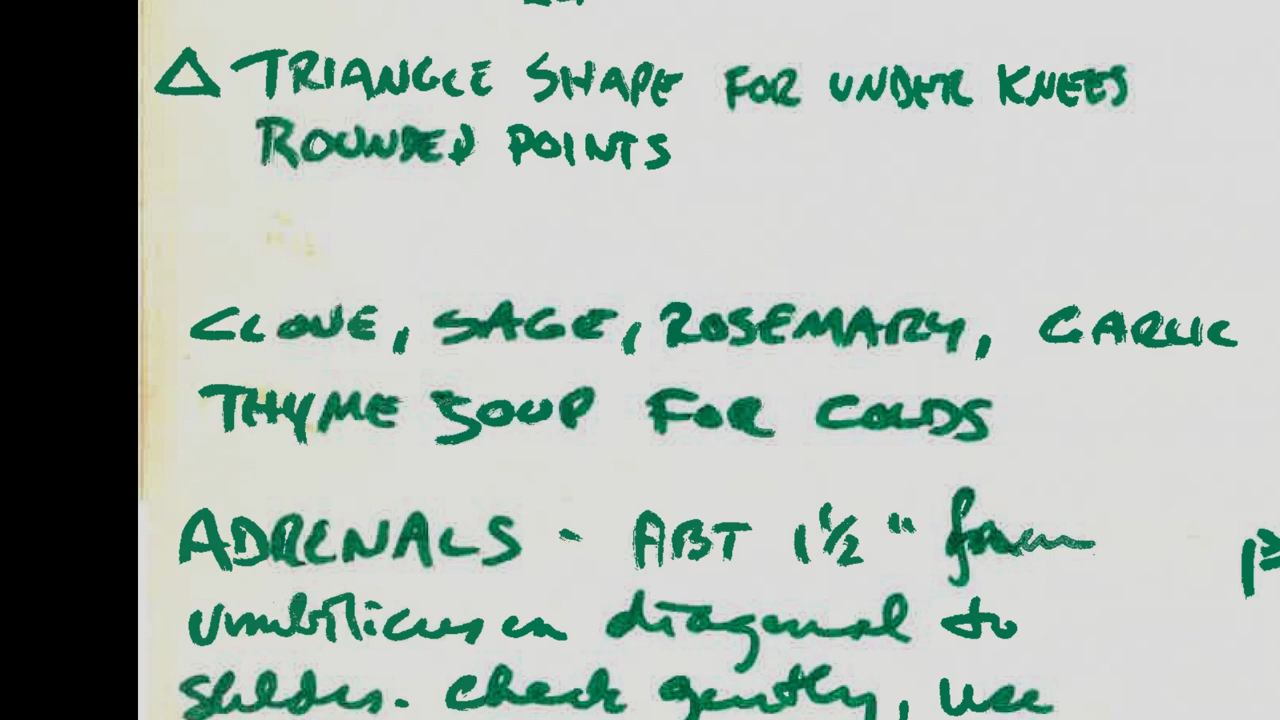 △ TRIANGLE SHAPE FOR UNDER KNEES
ROUNDED POINTS
CLOVE, SAGE, ROSEMARY, GARLIC
THYME SOUP FOR COLDS
ADRENALS - ABT 1½" from
umbilicus on diagonal to
check gently, use